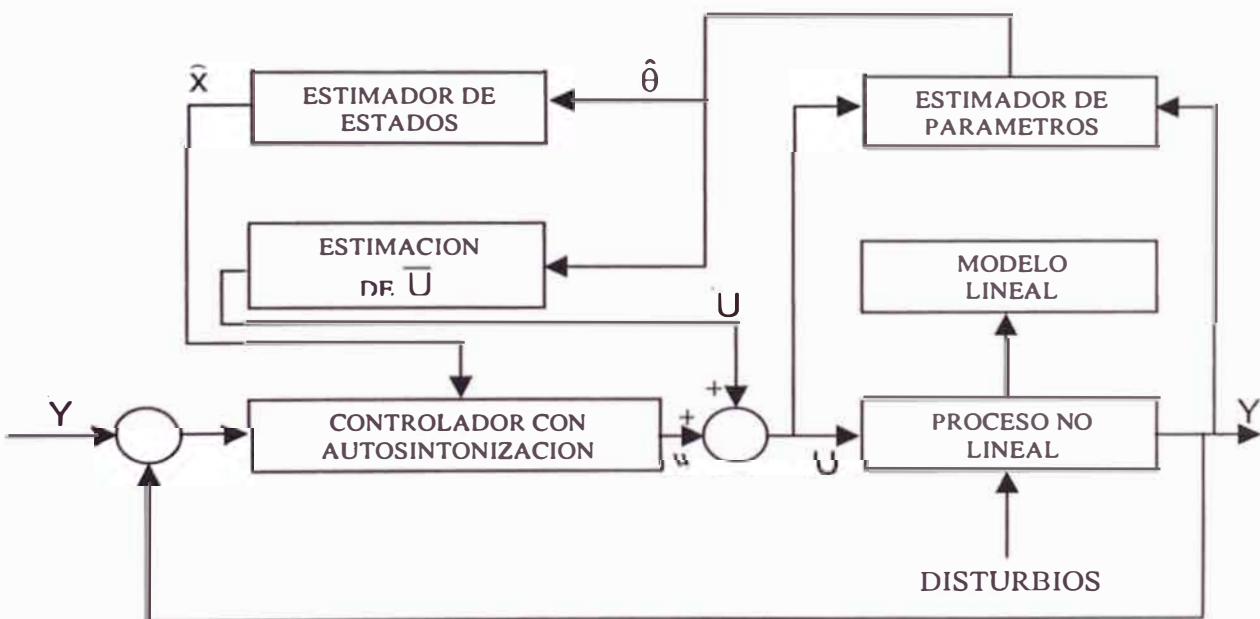 x̂
ESTIMADOR DE
ESTADOS
θ̂
ESTIMADOR DE
PARAMETROS
ESTIMACION
DE U̅
MODELO
LINEAL
U
Y
CONTROLADOR CON
AUTOSINTONIZACION
+
+
u
U
PROCESO NO
LINEAL
Y
DISTURBIOS